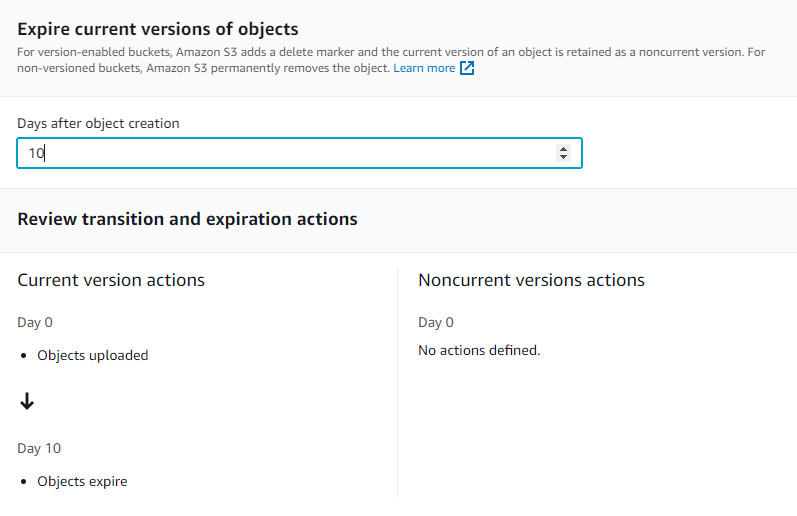 Expire current versions of objects
For version-enabled buckets, Amazon S3 adds a delete marker and the current version of an object is retained as a noncurrent version. For
non-versioned buckets, Amazon S3 permanently removes the object. Learn more
Days after object creation
10
Review transition and expiration actions
Current version actions
Day 0
Objects uploaded
Day 10
Objects expire
Noncurrent versions actions
Day 0
No actions defined.